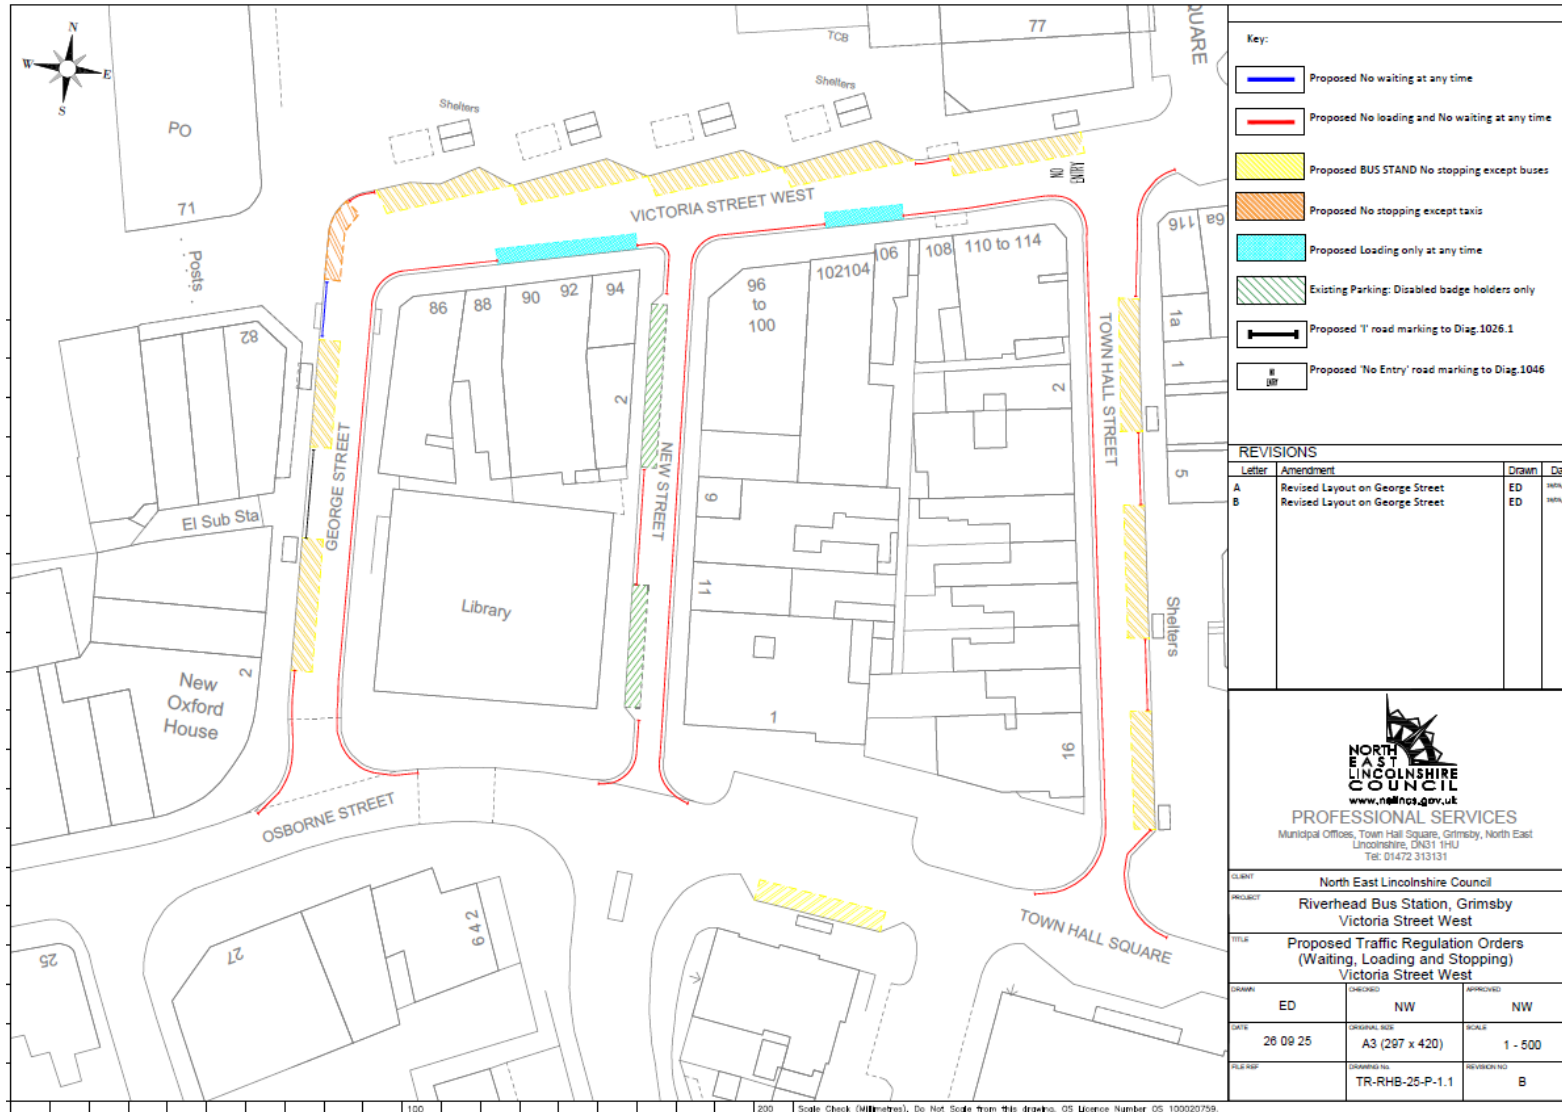 N
W
E
S
PO
71
Posts
82
El Sub Sta
New
Oxford
House
2
25
27
6 4 2
Shelters
Shelters
TCB
77
QUARE
VICTORIA STREET WEST
NO
ENTRY
GEORGE STREET
86
88
90
92
94
2
Library
NEW STREET
96
to
100
102
104
106
108
110 to 114
9
11
1
2
16
TOWN HALL STREET
116
6a
1a
1
5
Shelters
OSBORNE STREET
TOWN HALL SQUARE
100
200
Scale Check (Millimetres). Do Not Scale from this drawing. OS Licence Number OS 100020759.
Key:
Proposed No waiting at any time
Proposed No loading and No waiting at any time
Proposed BUS STAND No stopping except buses
Proposed No stopping except taxis
Proposed Loading only at any time
Existing Parking: Disabled badge holders only
Proposed 'I' road marking to Diag.1026.1
NO
ENTRY
Proposed 'No Entry' road marking to Diag.1046
REVISIONS
Letter Amendment Drawn Da
A Revised Layout on George Street ED
B Revised Layout on George Street ED
NORTH
EAST
LINCOLNSHIRE
COUNCIL
www.nelincs.gov.uk
PROFESSIONAL SERVICES
Municipal Offices, Town Hall Square, Grimsby, North East
Lincolnshire, DN31 1HU
Tel: 01472 313131
CLIENT
North East Lincolnshire Council
PROJECT
Riverhead Bus Station, Grimsby
Victoria Street West
TITLE
Proposed Traffic Regulation Orders
(Waiting, Loading and Stopping)
Victoria Street West
DRAWN CHECKED APPROVED
ED NW NW
DATE ORIGINAL SIZE SCALE
26 09 25 A3 (297 x 420) 1 - 500
FILE REF DRAWING No. REVISION NO
TR-RHB-25-P-1.1 B